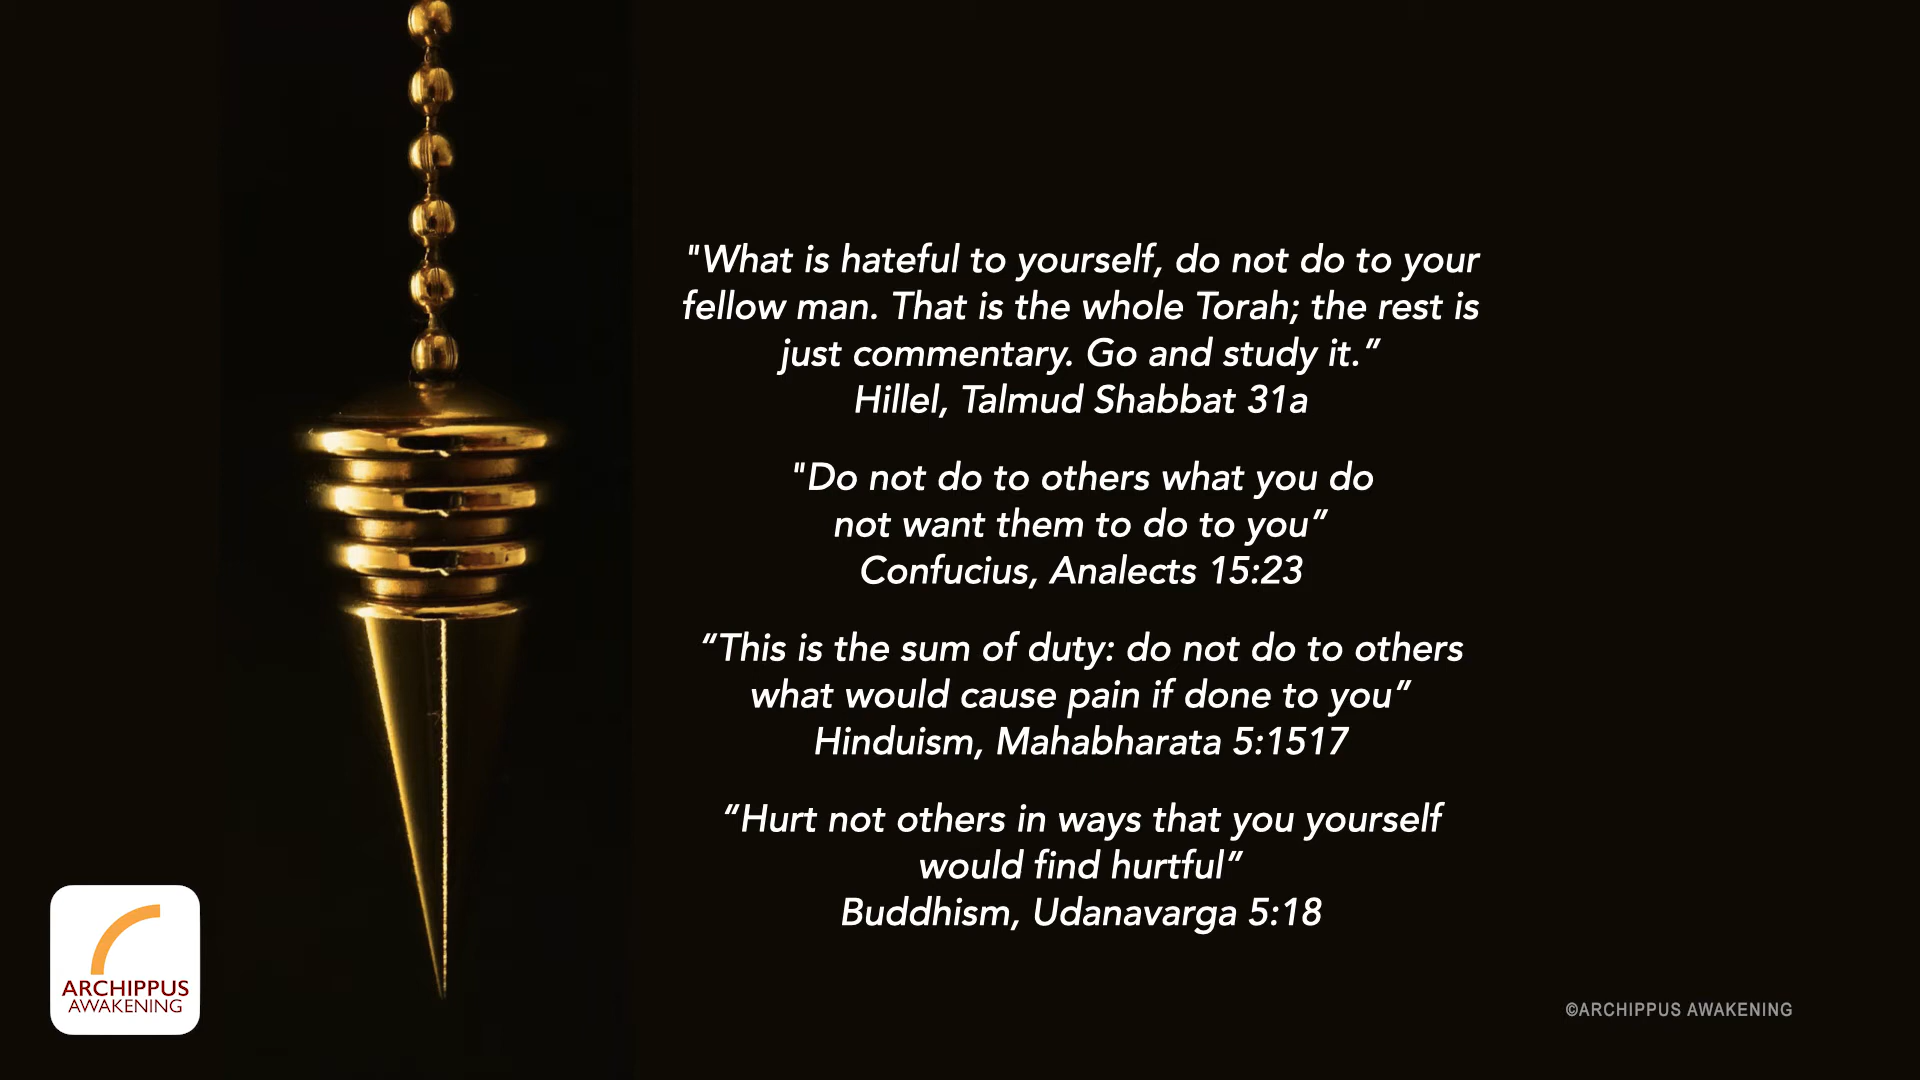 "What is hateful to yourself, do not do to your
fellow man. That is the whole Torah; the rest is
just commentary. Go and study it.”
Hillel, Talmud Shabbat 31a
"Do not do to others what you do
not want them to do to you”
Confucius, Analects 15:23
“This is the sum of duty: do not do to others
what would cause pain if done to you”
Hinduism, Mahabharata 5:1517
“Hurt not others in ways that you yourself
would find hurtful”
Buddhism, Udanavarga 5:18
ARCHIPPUS
AWAKENING
©ARCHIPPUS AWAKENING